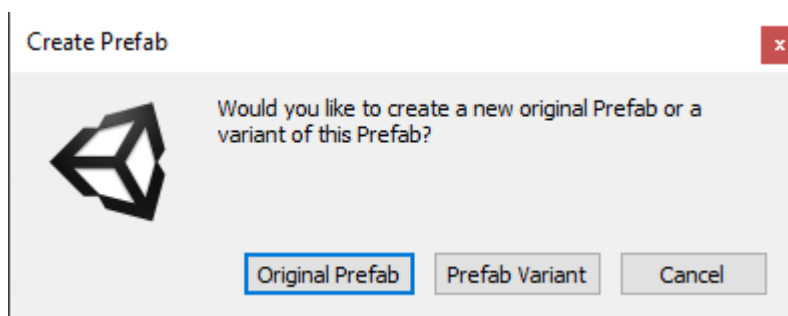 Create Prefab
x
Would you like to create a new original Prefab or a
variant of this Prefab?
Original Prefab
Prefab Variant
Cancel